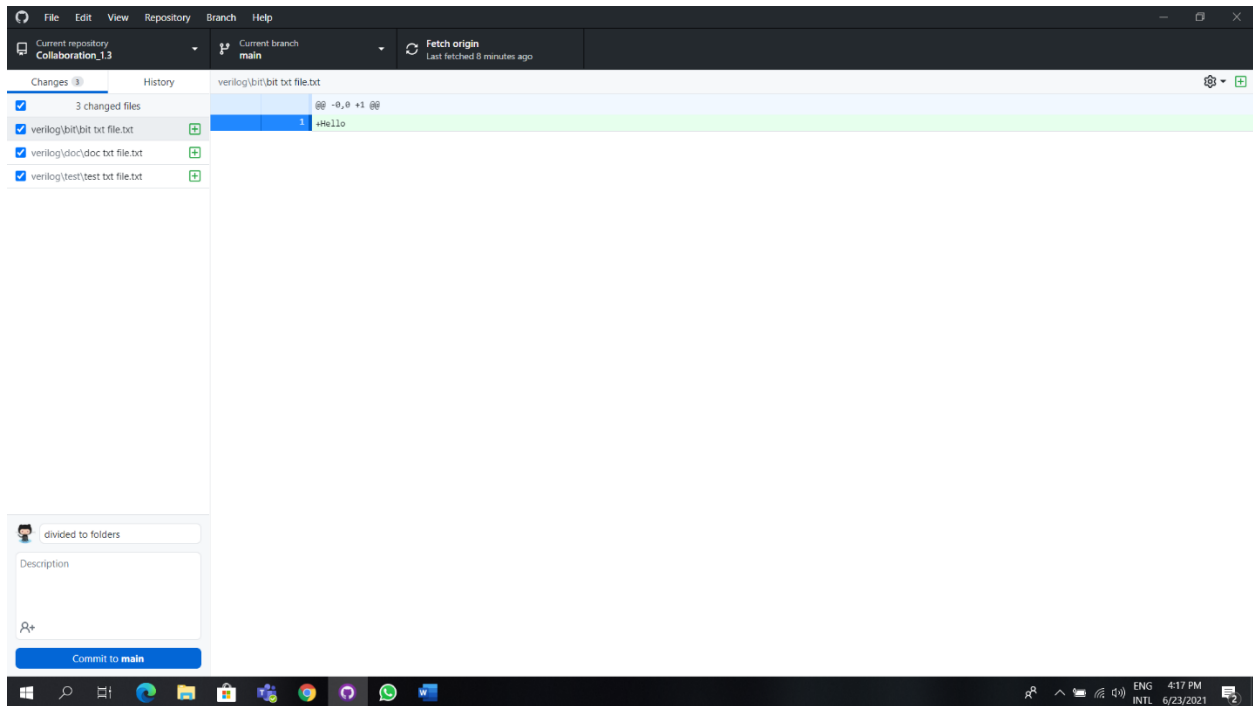 File Edit View Repository Branch Help
Current repository
Collaboration_1.3
Current branch
main
Fetch origin
Last fetched 8 minutes ago
Changes 3
History
verilog\bit\bit txt file.txt
3 changed files
verilog\bit\bit txt file.txt
verilog\doc\doc txt file.txt
verilog\test\test txt file.txt
@@ -0,0 +1 @@
1 +Hello
divided to folders
Description
Commit to main
ENG
INTL
4:17 PM
6/23/2021
2